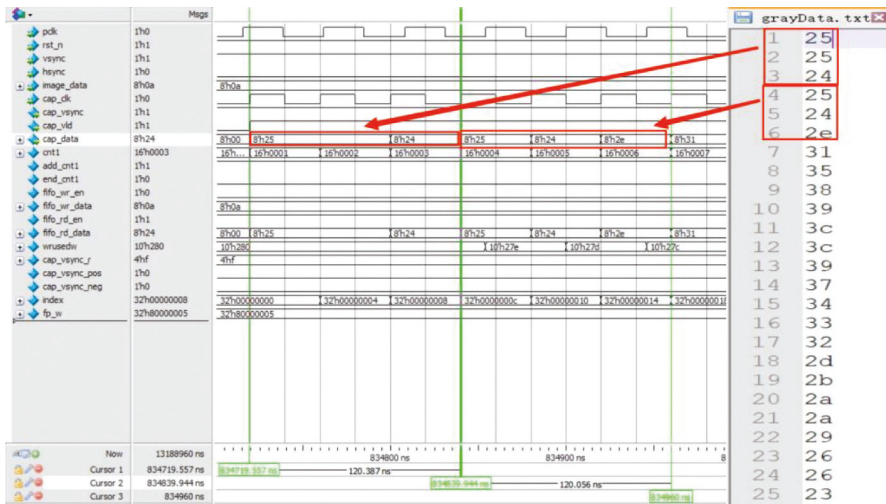 Msgs
grayData.txt
pclk 1'h0
rst_n 1'h1
vsync 1'h1
hsync 1'h0
image_data 8'h0a 8'h0a
cap_clk 1'h0
cap_vsync 1'h1
cap_vld 1'h1
cap_data 8'h24 8'h00 8'h25 8'h24 8'h25 8'h24 8'h2e 8'h31
cnt1 16'h0003 16'h... 16'h0001 16'h0002 16'h0003 16'h0004 16'h0005 16'h0006 16'h0007
add_cnt1 1'h1
end_cnt1 1'h0
fifo_wr_en 1'h0
fifo_wr_data 8'h0a 8'h0a
fifo_rd_en 1'h1
fifo_rd_data 8'h24 8'h00 8'h25 8'h24 8'h25 8'h24 8'h2e 8'h31
wrusedw 10'h280 10'h280 10'h27e 10'h27d 10'h27c
cap_vsync_r 4'hf 4'hf
cap_vsync_pos 1'h0
cap_vsync_neg 1'h0
index 32'h00000008 32'h00000000 32'h00000004 32'h00000008 32'h0000000c 32'h00000010 32'h00000014 32'h00000018
fp_w 32'h80000005 32'h80000005
Now 13188960 ns 834800 ns 834900 ns 8
Cursor 1 834719.557 ns 834719.557 ns 120.387 ns
Cursor 2 834839.944 ns 834839.944 ns 120.056 ns
Cursor 3 834960 ns 834960 ns
1 25
2 25
3 24
4 25
5 24
6 2e
7 31
8 35
9 38
10 39
11 3c
12 3c
13 39
14 37
15 34
16 33
17 32
18 2d
19 2b
20 2a
21 2a
22 29
23 26
24 26
25 23